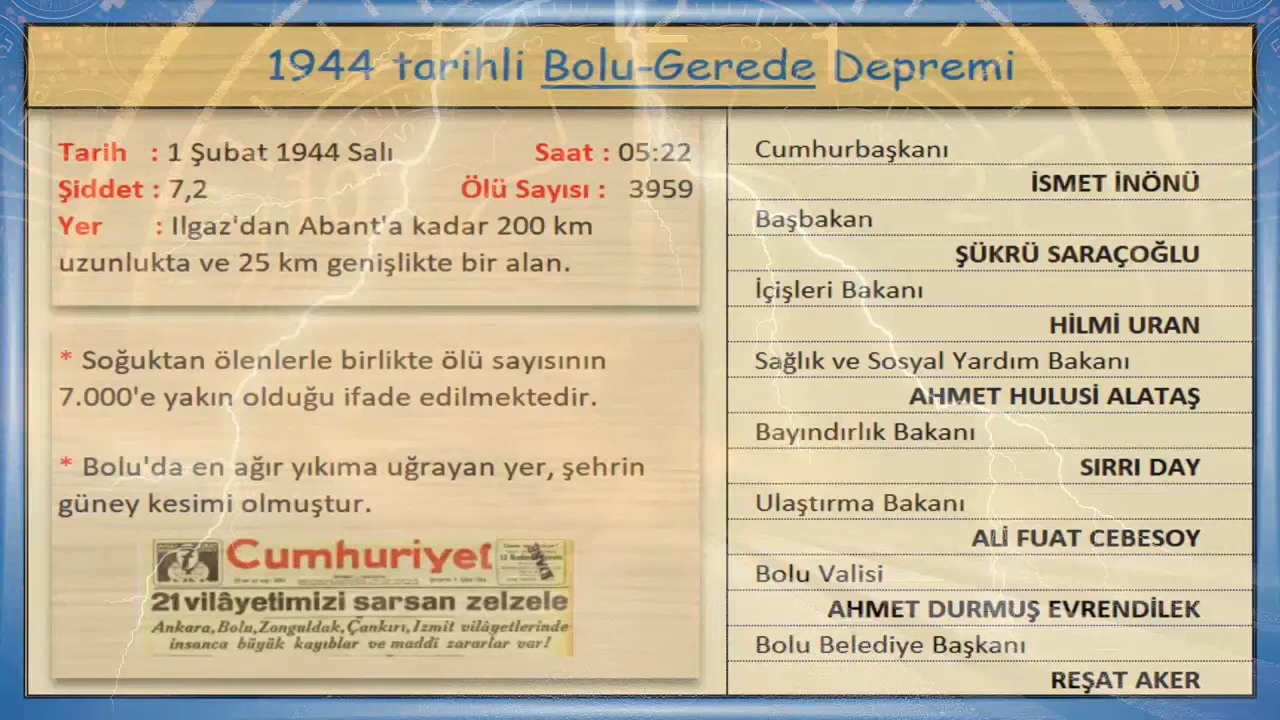 1944 tarihli Bolu-Gerede Depremi
Tarih : 1 Şubat 1944 Salı Saat : 05:22
Şiddet : 7,2 Ölü Sayısı : 3959
Yer : Ilgaz'dan Abant'a kadar 200 km
uzunlukta ve 25 km genişlikte bir alan.
* Soğuktan ölenlerle birlikte ölü sayısının
7.000'e yakın olduğu ifade edilmektedir.
* Bolu'da en ağır yıkıma uğrayan yer, şehrin
güney kesimi olmuştur.
Cumhuriyet
21 vilâyetimizi sarsan zelzele
Ankara, Bolu, Zonguldak, Çankırı, Izmit vilâyetlerinde
insanca büyük kayıblar ve maddî zararlar var!
Cumhurbaşkanı
İSMET İNÖNÜ
Başbakan
ŞÜKRÜ SARAÇOĞLU
İçişleri Bakanı
HİLMİ URAN
Sağlık ve Sosyal Yardım Bakanı
AHMET HULUSİ ALATAŞ
Bayındırlık Bakanı
SIRRI DAY
Ulaştırma Bakanı
ALİ FUAT CEBESOY
Bolu Valisi
AHMET DURMUŞ EVRENDİLEK
Bolu Belediye Başkanı
REŞAT AKER